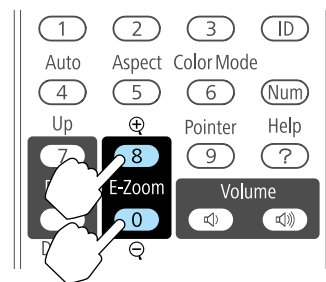 1 2 3 ID
Auto Aspect Color Mode
4 5 6 Num
Up Pointer Help
7 8 9 ?
E-Zoom Volume
0